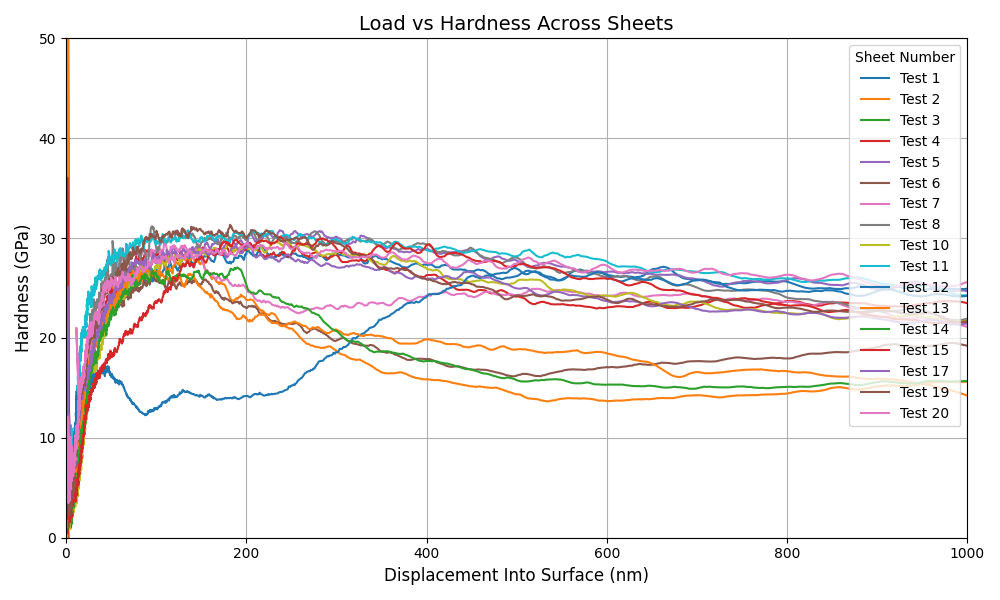 Load vs Hardness Across Sheets
Hardness (GPa)
50
40
30
20
10
0
0 200 400 600 800 1000
Displacement Into Surface (nm)
Sheet Number
Test 1
Test 2
Test 3
Test 4
Test 5
Test 6
Test 7
Test 8
Test 10
Test 11
Test 12
Test 13
Test 14
Test 15
Test 17
Test 19
Test 20